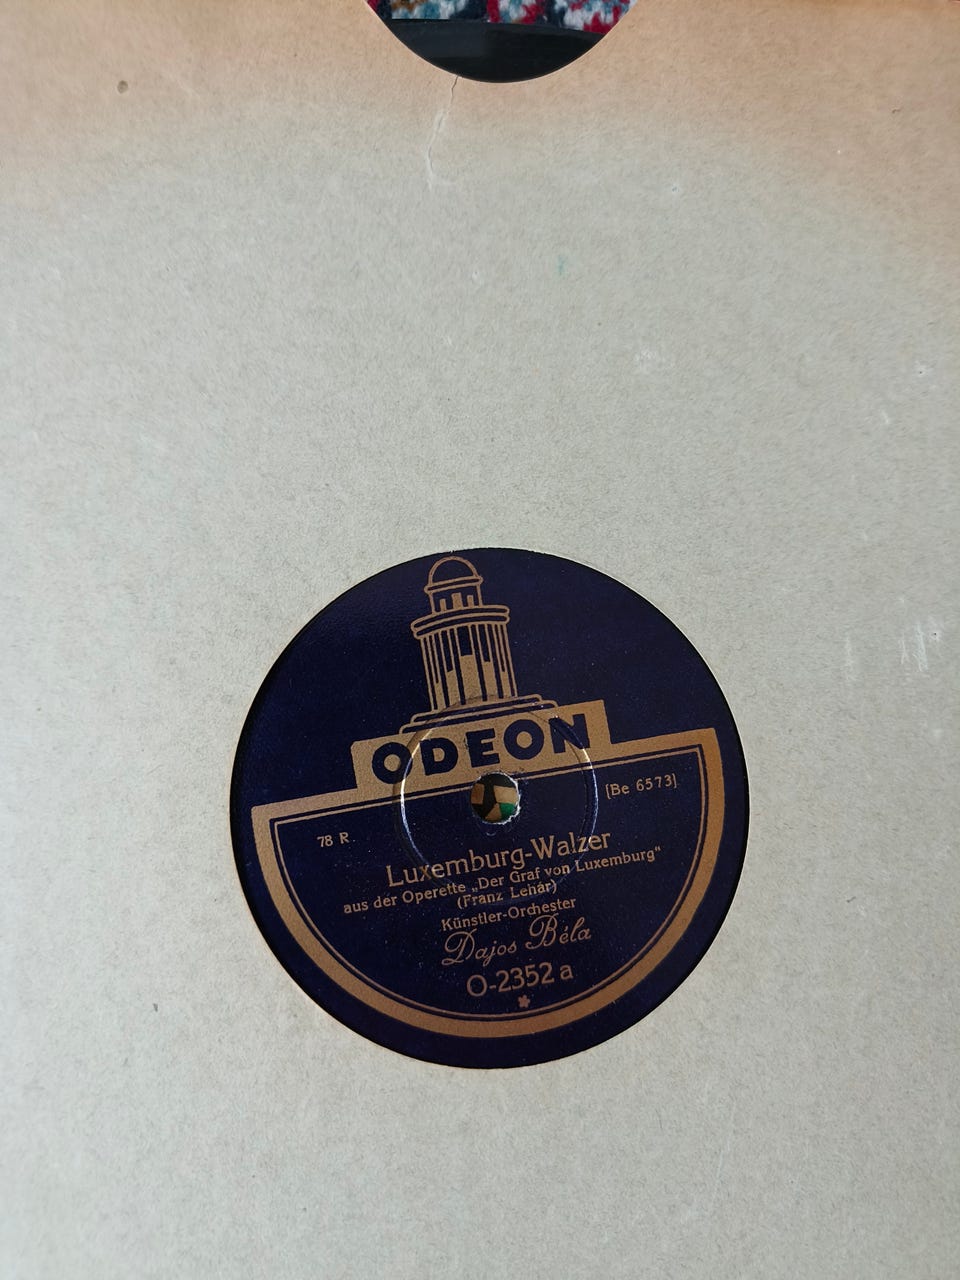 ODEON
[Be 6573]
78 R.
Luxemburg-Walzer
aus der Operette „Der Graf von Luxemburg“
(Franz Lehár)
Künstler-Orchester
Dajos Béla
O-2352 a